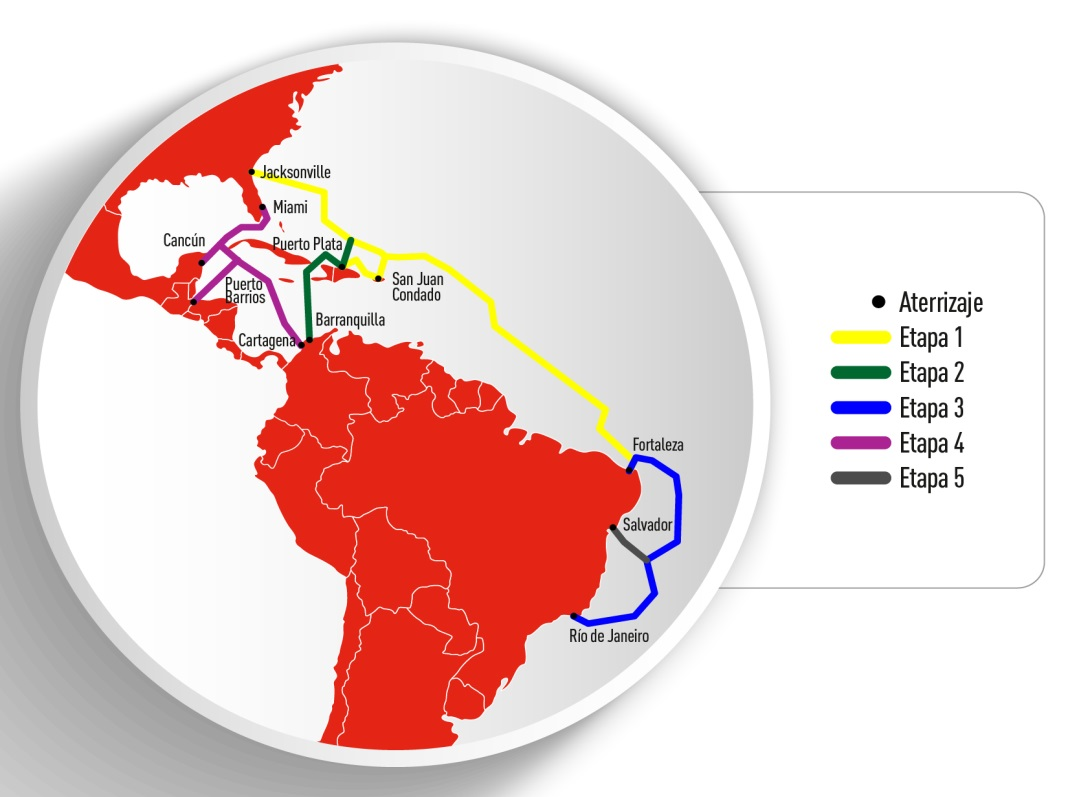 Jacksonville
Miami
Cancún
Puerto Plata
San Juan
Condado
Puerto
Barrios
Barranquilla
Cartagena
Fortaleza
Salvador
Río de Janeiro
Aterrizaje
Etapa 1
Etapa 2
Etapa 3
Etapa 4
Etapa 5